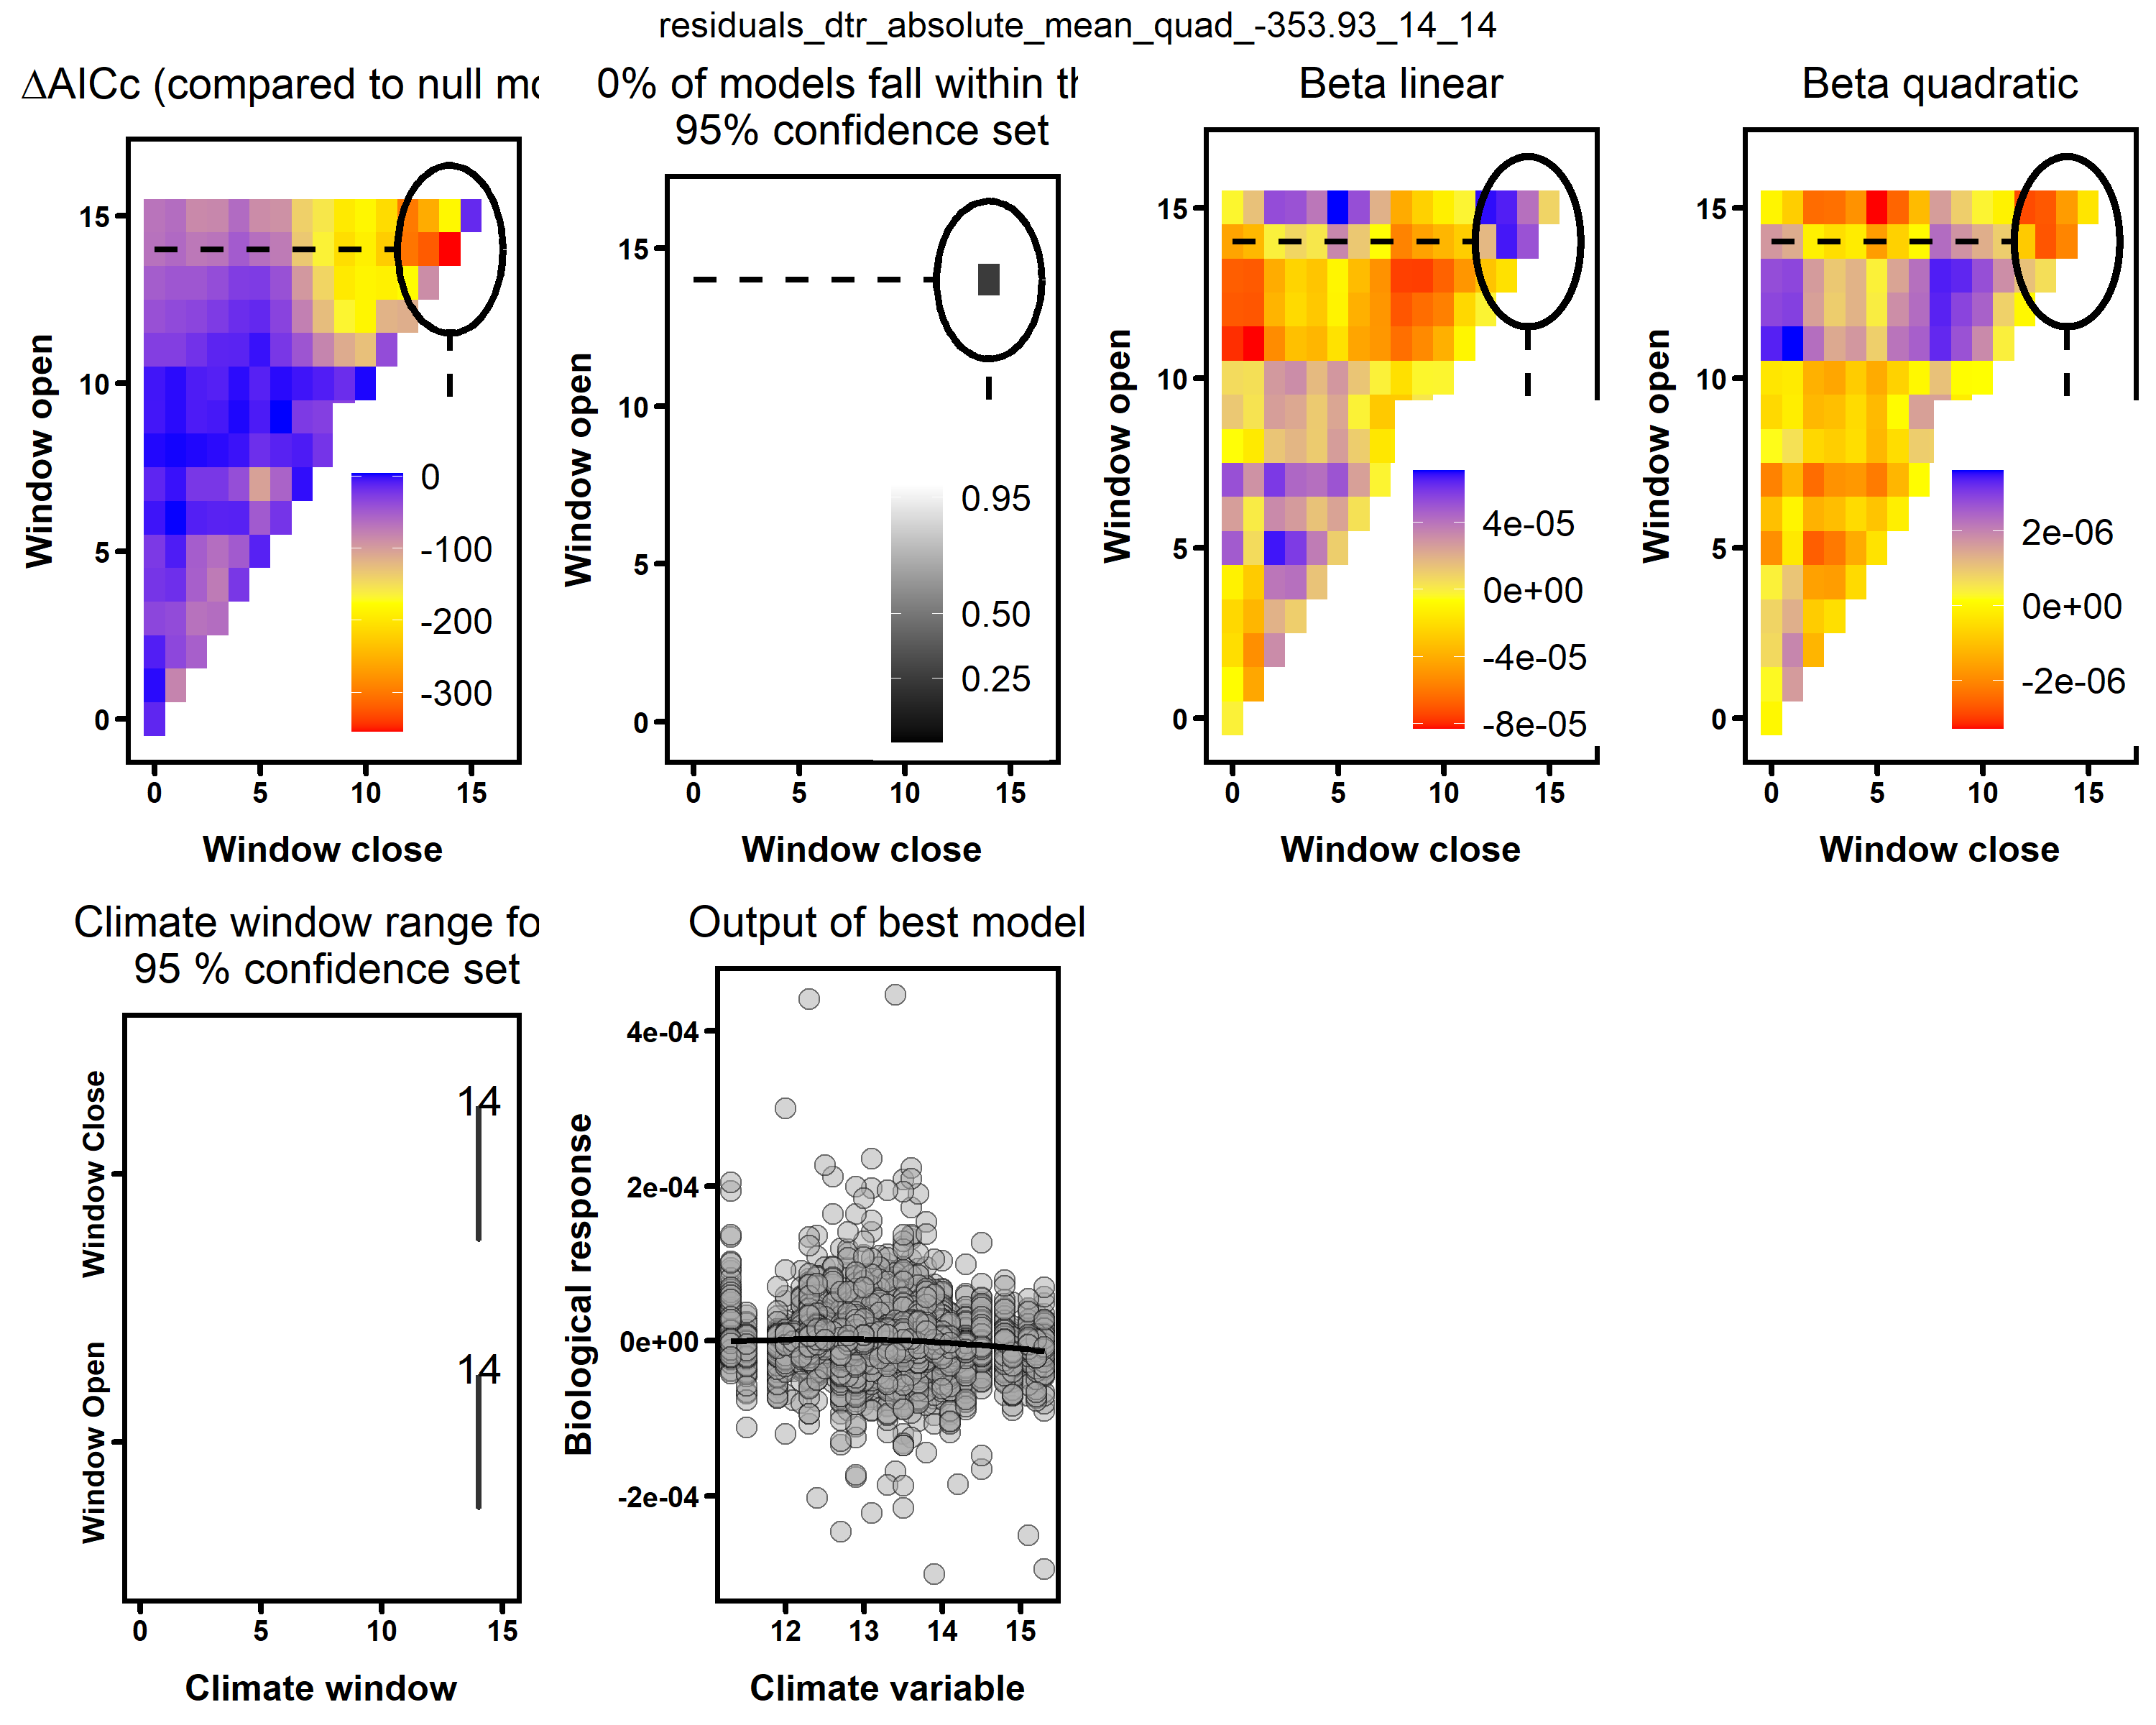 residuals_dtr_absolute_mean_quad_-353.93_14_14
ΔAICc (compared to null mo
Window open
15
10
5
0
0
-100
-200
-300
0 5 10 15
Window close
0% of models fall within th
95% confidence set
Window open
15
10
5
0
0.95
0.50
0.25
0 5 10 15
Window close
Beta linear
Window open
15
10
5
0
4e-05
0e+00
-4e-05
-8e-05
0 5 10 15
Window close
Beta quadratic
Window open
15
10
5
0
2e-06
0e+00
-2e-06
0 5 10 15
Window close
Climate window range fo
95 % confidence set
Window Close
14
Window Open
14
0 5 10 15
Climate window
Output of best model
Biological response
4e-04
2e-04
0e+00
-2e-04
12 13 14 15
Climate variable